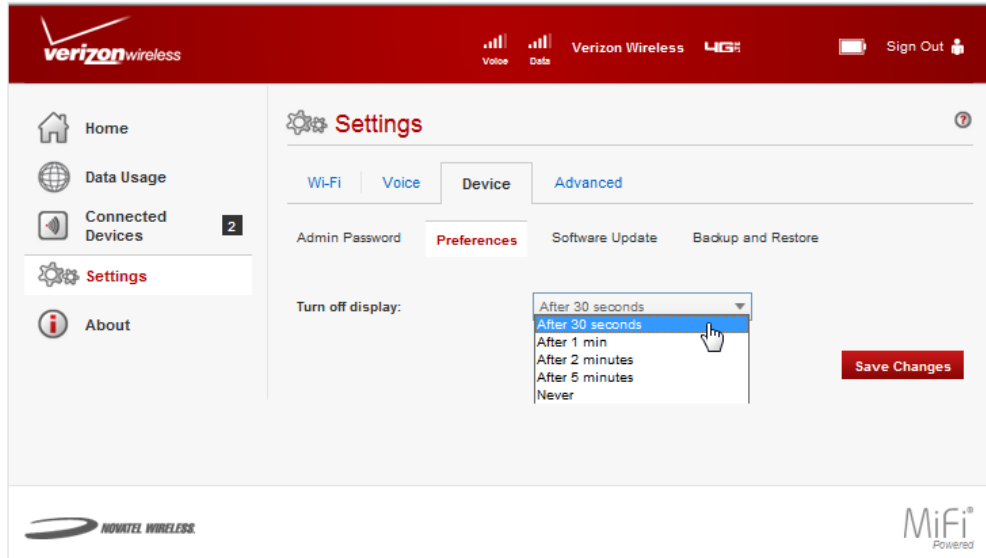 verizonwireless
Voice
Data
Verizon Wireless
4G LTE
Sign Out
Home
Data Usage
Connected
Devices
2
Settings
About
Settings
?
Wi-Fi
Voice
Device
Advanced
Admin Password
Preferences
Software Update
Backup and Restore
Turn off display:
After 30 seconds
After 30 seconds
After 1 min
After 2 minutes
After 5 minutes
Never
Save Changes
NOVATEL WIRELESS.
MiFi®
Powered